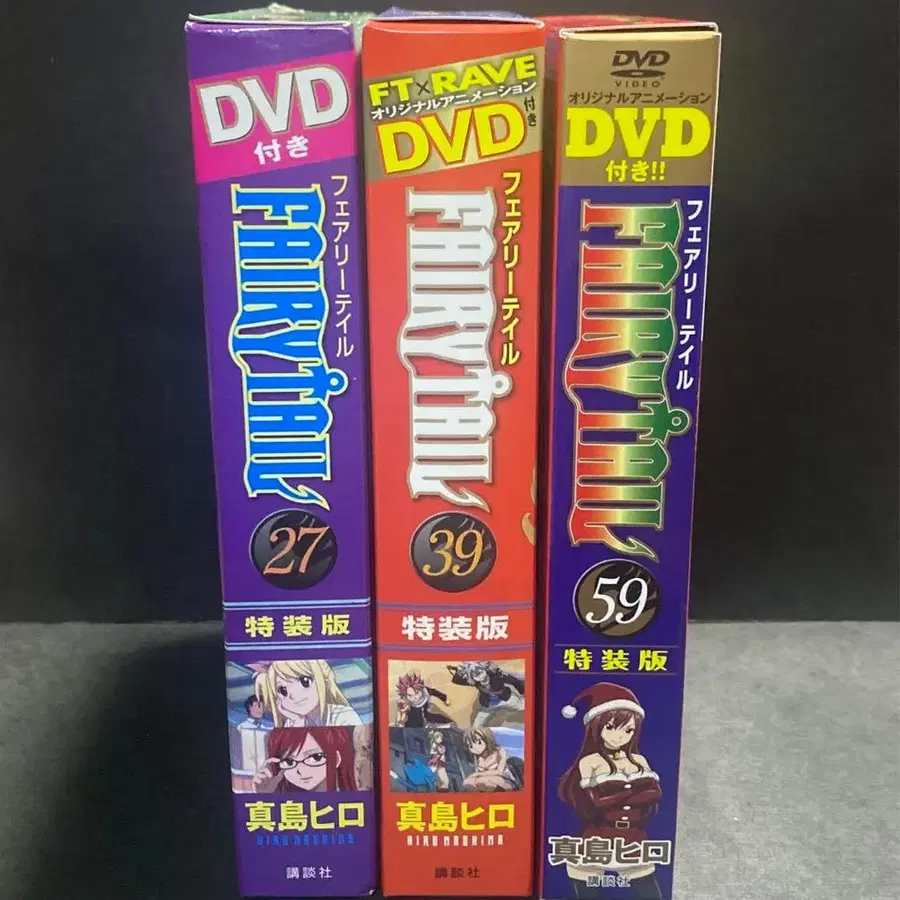 DVD
付き
フェアリーテイル
FAIRY TAIL
27
特装版
真島ヒロ
HIRO MASHIMA
講談社
FT×RAVE
オリジナルアニメーション
DVD付き
フェアリーテイル
FAIRY TAIL
39
特装版
真島ヒロ
HIRO MASHIMA
講談社
DVD
VIDEO
オリジナルアニメーション
DVD
付き!!
フェアリーテイル
FAIRY TAIL
59
特装版
真島ヒロ
講談社